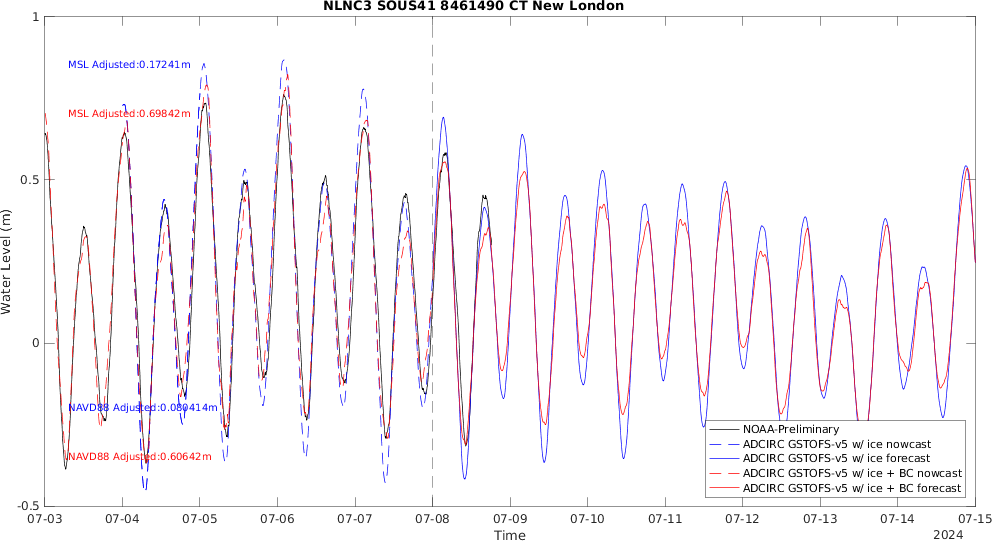 NLNC3 SOUS41 8461490 CT New London
1
0.5
0
-0.5
Water Level (m)
MSL Adjusted:0.17241m
MSL Adjusted:0.69842m
NAVD88 Adjusted:0.080414m
NAVD88 Adjusted:0.60642m
NOAA-Preliminary
ADCIRC GSTOFS-v5 w/ ice nowcast
ADCIRC GSTOFS-v5 w/ ice forecast
ADCIRC GSTOFS-v5 w/ ice + BC nowcast
ADCIRC GSTOFS-v5 w/ ice + BC forecast
07-03 07-04 07-05 07-06 07-07 07-08 07-09 07-10 07-11 07-12 07-13 07-14 07-15
Time
2024